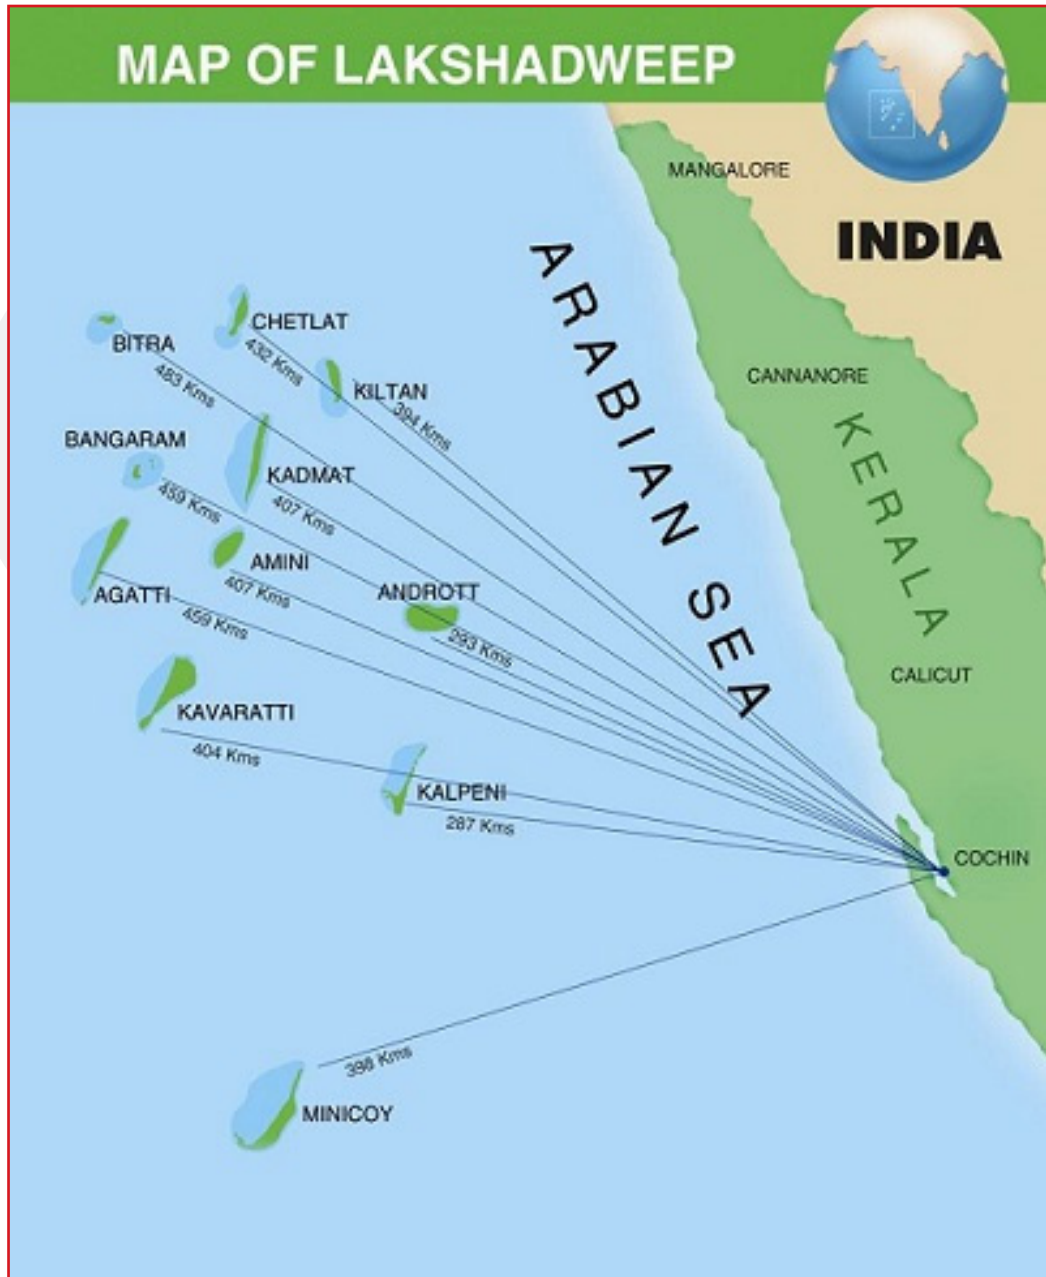 MAP OF LAKSHADWEEP
MANGALORE
INDIA
ARABIAN SEA
CHETLAT
432 Kms
BITRA
483 Kms
KILTAN
394 Kms
CANNANORE
KERALA
BANGARAM
459 Kms
KADMAT
407 Kms
AMINI
407 Kms
ANDROTT
293 Kms
AGATTI
459 Kms
CALICUT
KAVARATTI
404 Kms
KALPENI
287 Kms
COCHIN
398 Kms
MINICOY